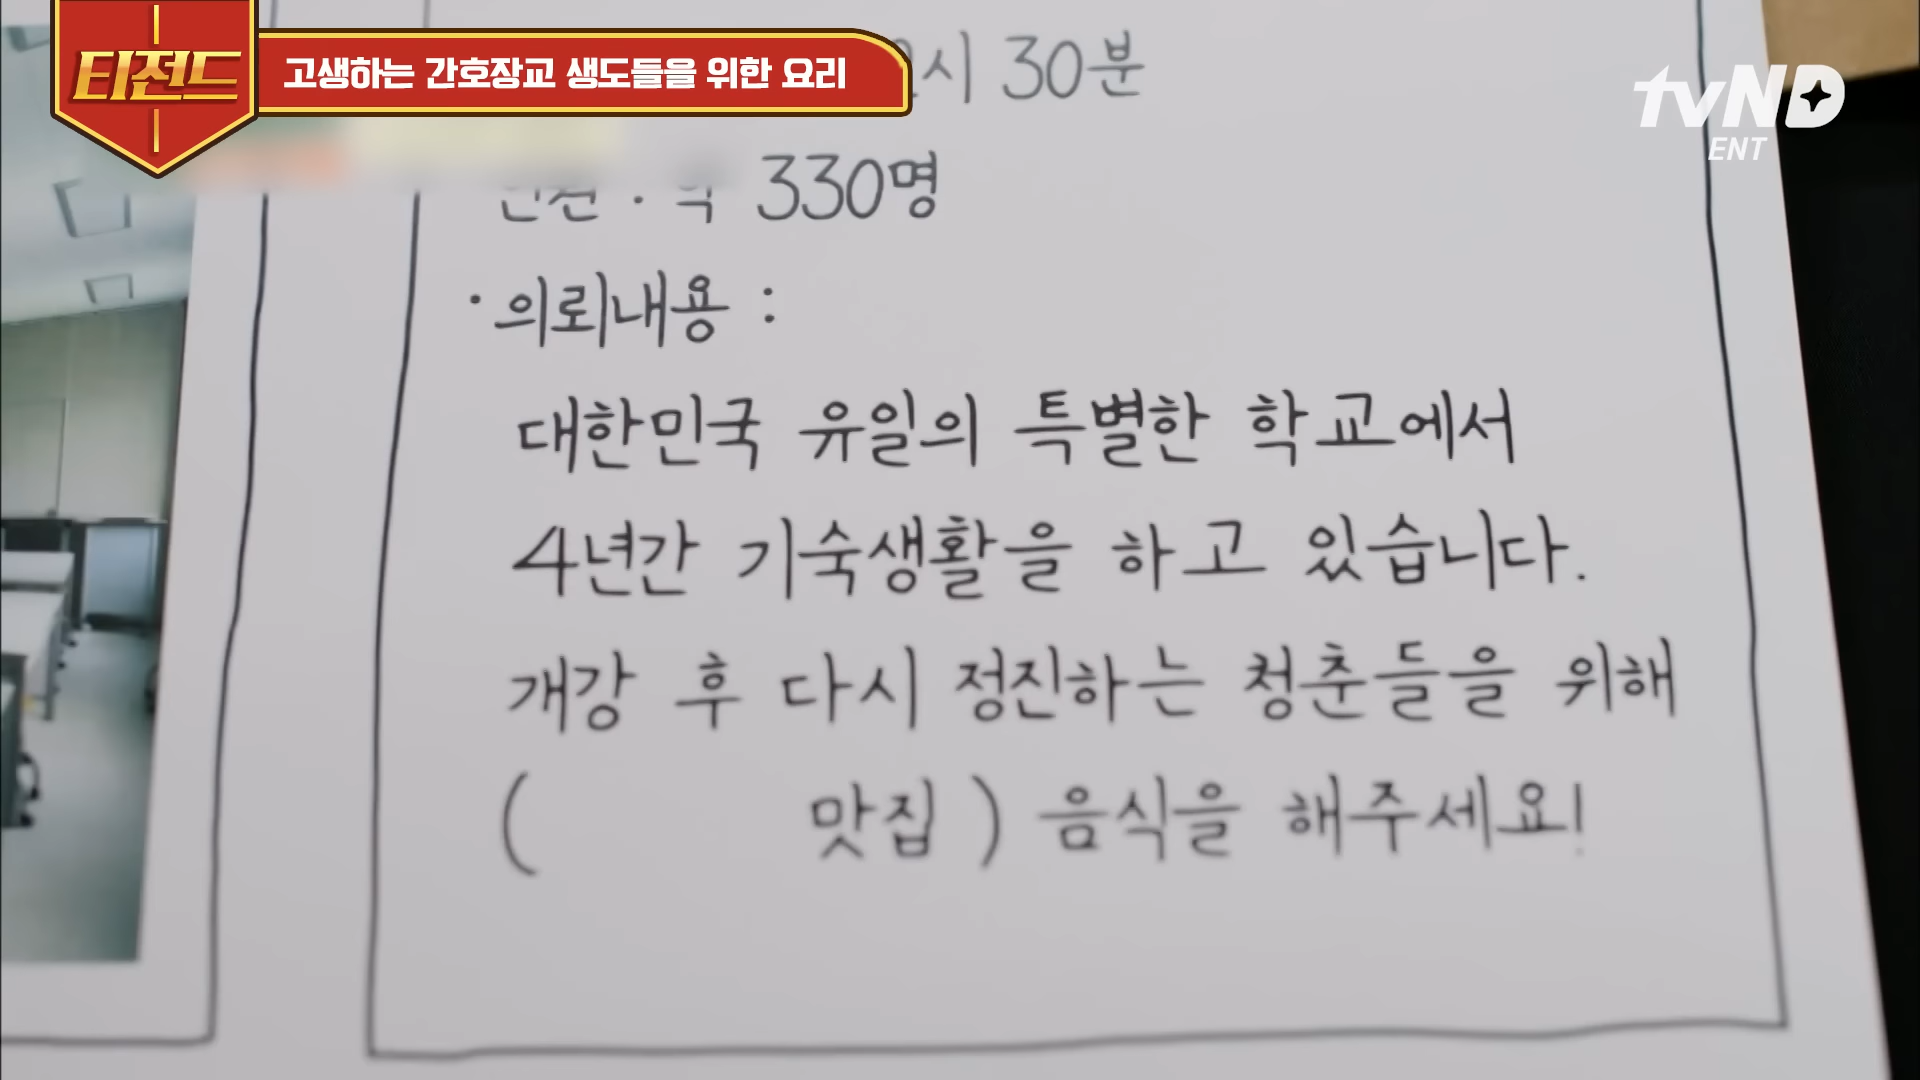 티전드
고생하는 간호장교 생도들을 위한 요리
tvND
ENT
시 30분
330명
· 의뢰내용 :
대한민국 유일의 특별한 학교에서
4년간 기숙생활을 하고 있습니다.
개강 후 다시 정진하는 청춘들을 위해
( 맛집 ) 음식을 해주세요!